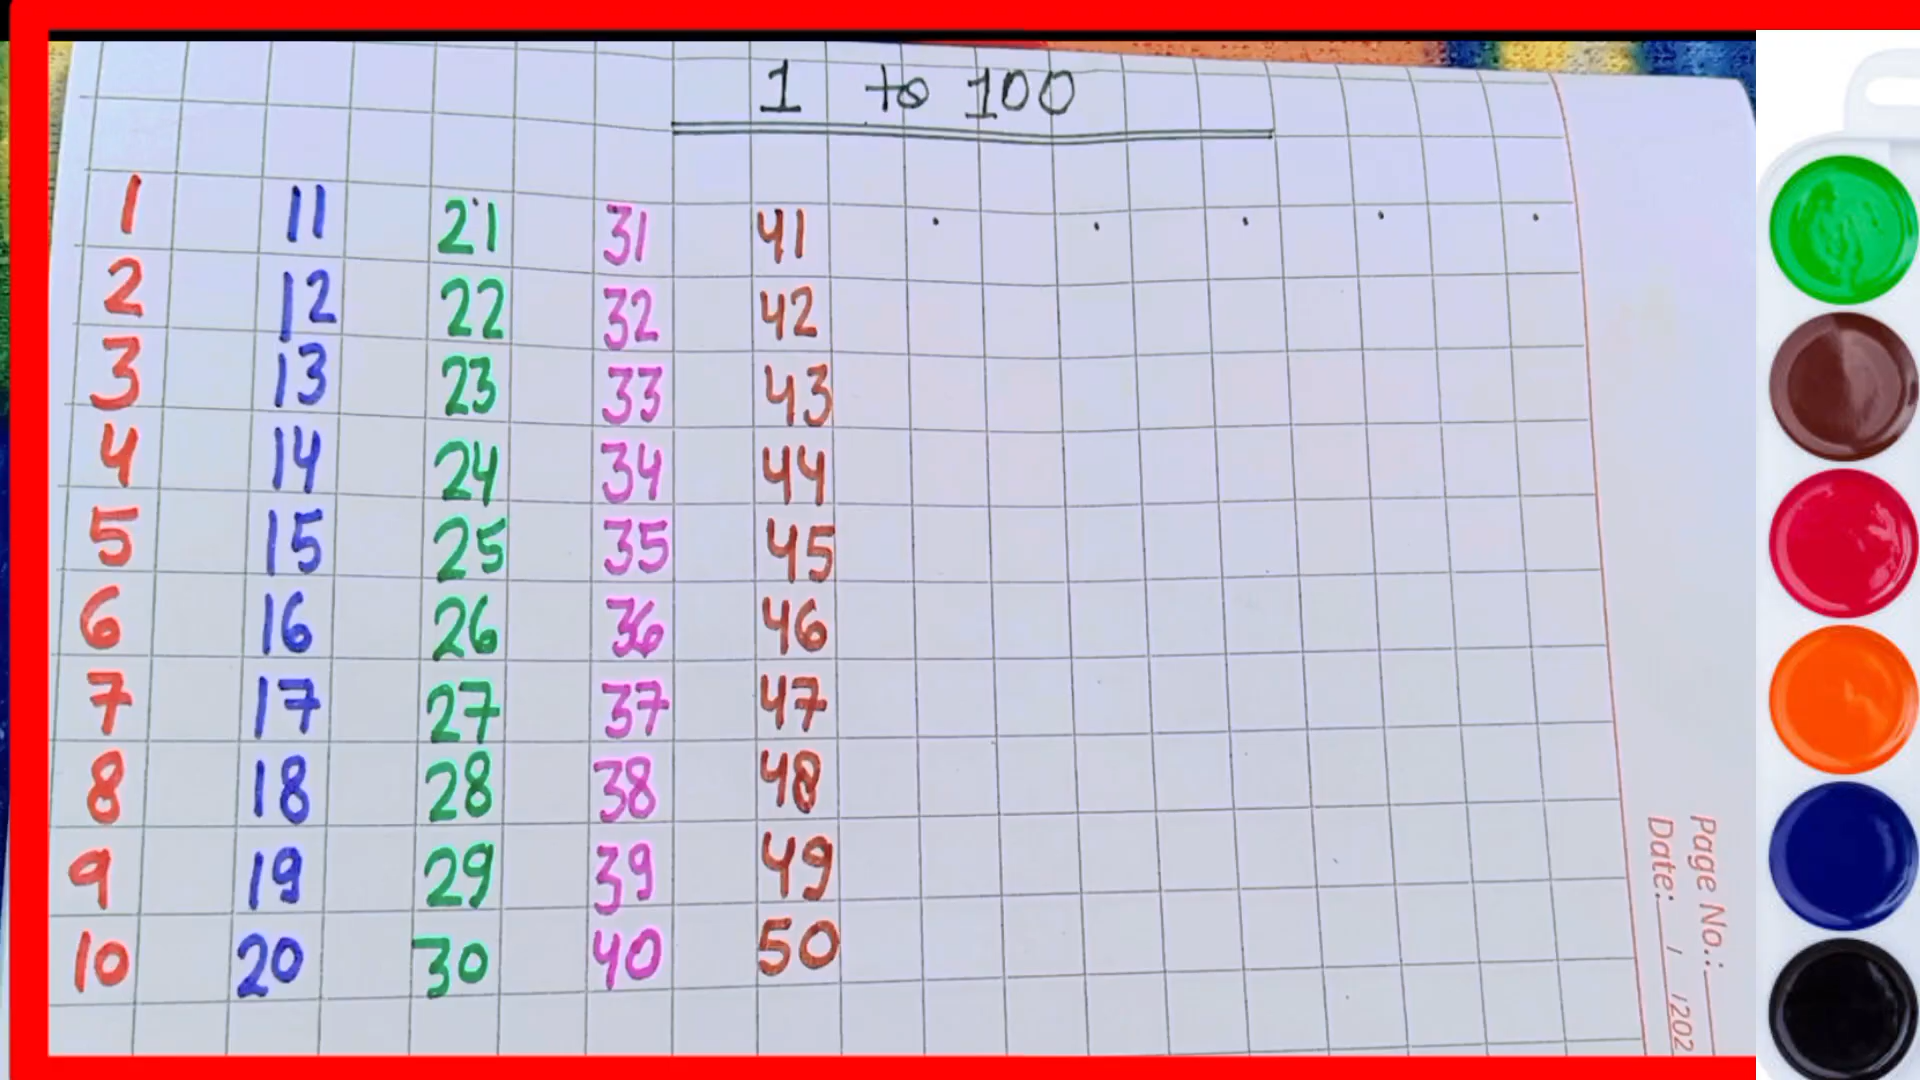 1 to 100
1 11 21 31 41
2 12 22 32 42
3 13 23 33 43
4 14 24 34 44
5 15 25 35 45
6 16 26 36 46
7 17 27 37 47
8 18 28 38 48
9 19 29 39 49
10 20 30 40 50
Page No.:
Date: / /202